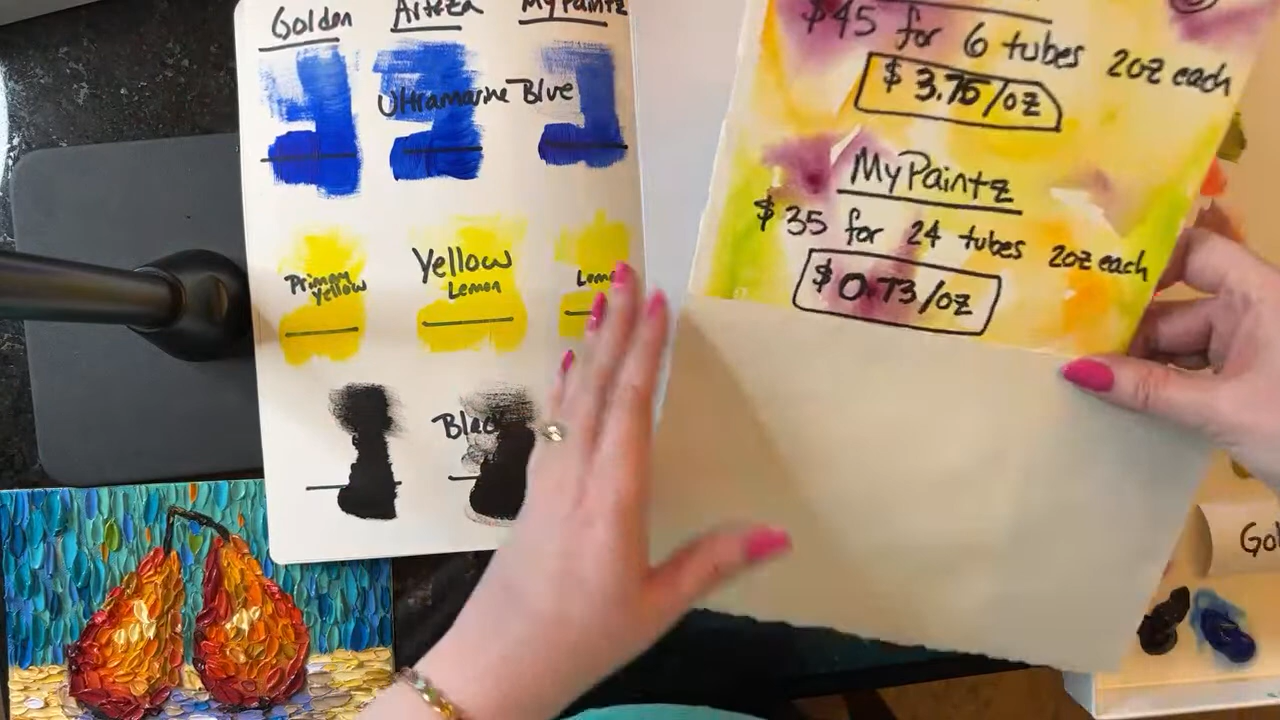 Golden Arteza MyPaintz
Ultramarine Blue
Primary
Yellow
Yellow
Lemon
Black
$45 for 6 tubes 2oz each
$3.75/oz
MyPaintz
$35 for 24 tubes 2oz each
$0.73/oz